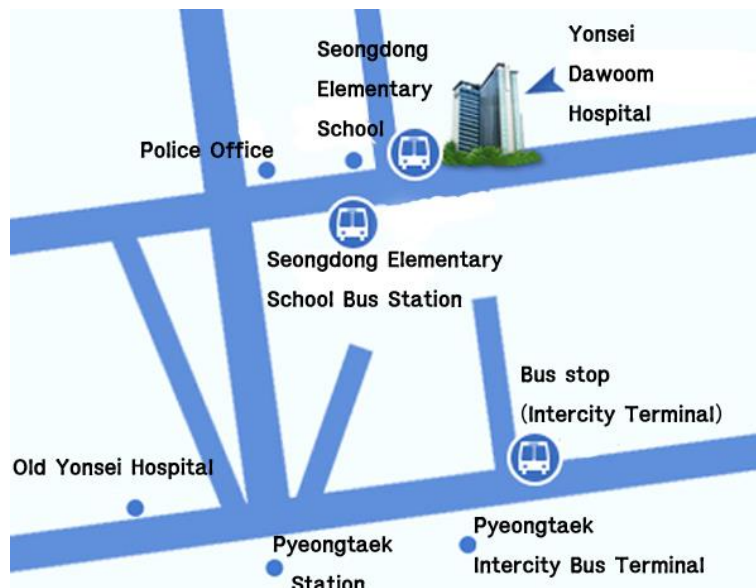 Seongdong
Elementary
School
Yonsei
Dawoom
Hospital
Police Office
Seongdong Elementary
School Bus Station
Bus stop
(Intercity Terminal)
Old Yonsei Hospital
Pyeongtaek
Station
Pyeongtaek
Intercity Bus Terminal